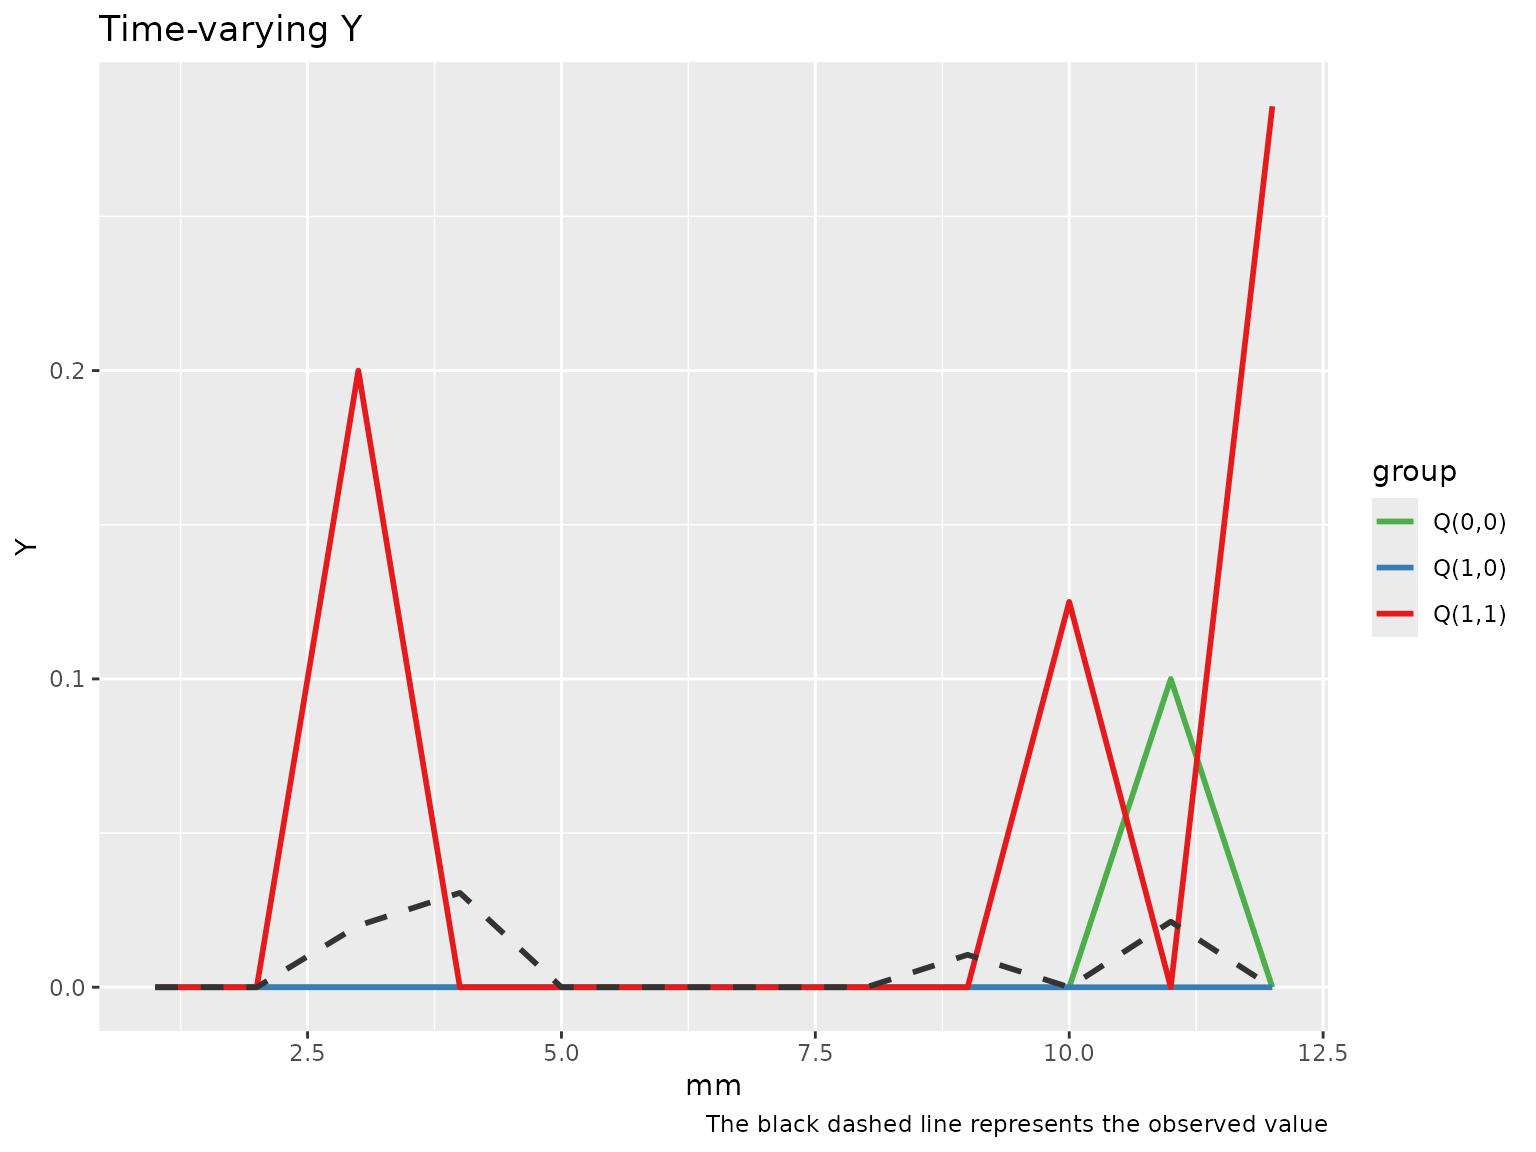 Time-varying Y
Y
0.2
0.1
0.0
2.5 5.0 7.5 10.0 12.5
mm
group
Q(0,0)
Q(1,0)
Q(1,1)
The black dashed line represents the observed value